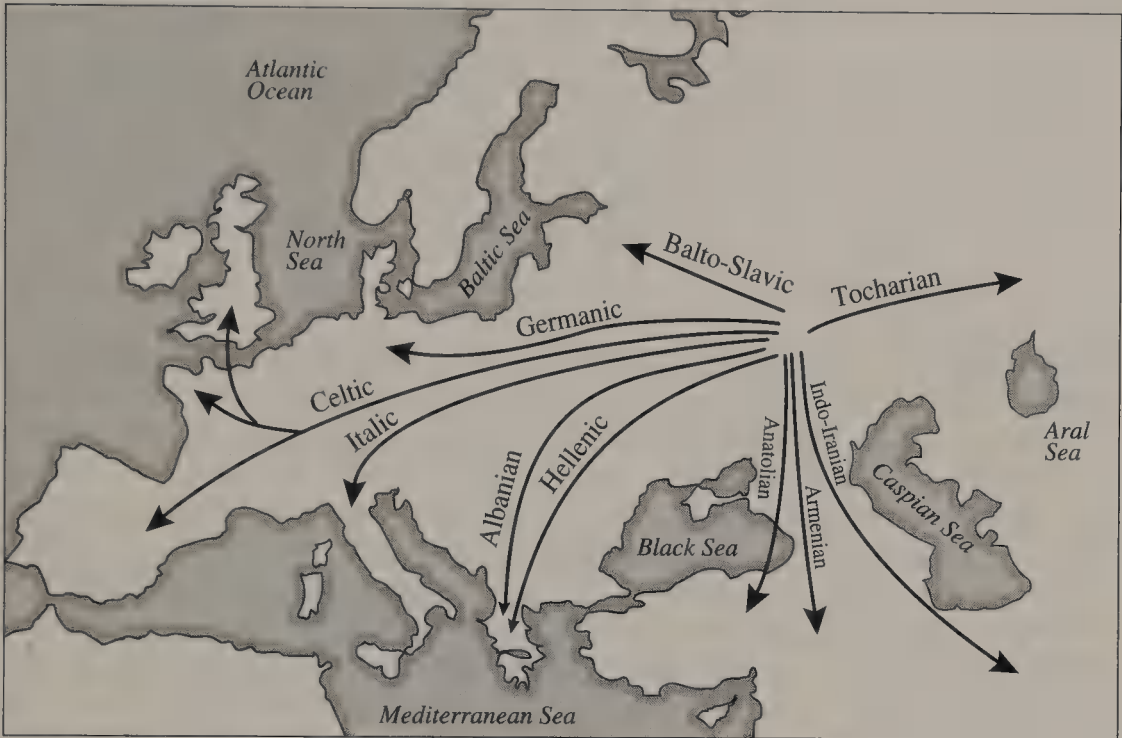 Atlantic
Ocean
North
Sea
Baltic Sea
Balto-Slavic
Tocharian
Germanic
Celtic
Italic
Albanian
Hellenic
Anatolian
Armenian
Indo-Iranian
Aral
Sea
Caspian Sea
Black Sea
Mediterranean Sea